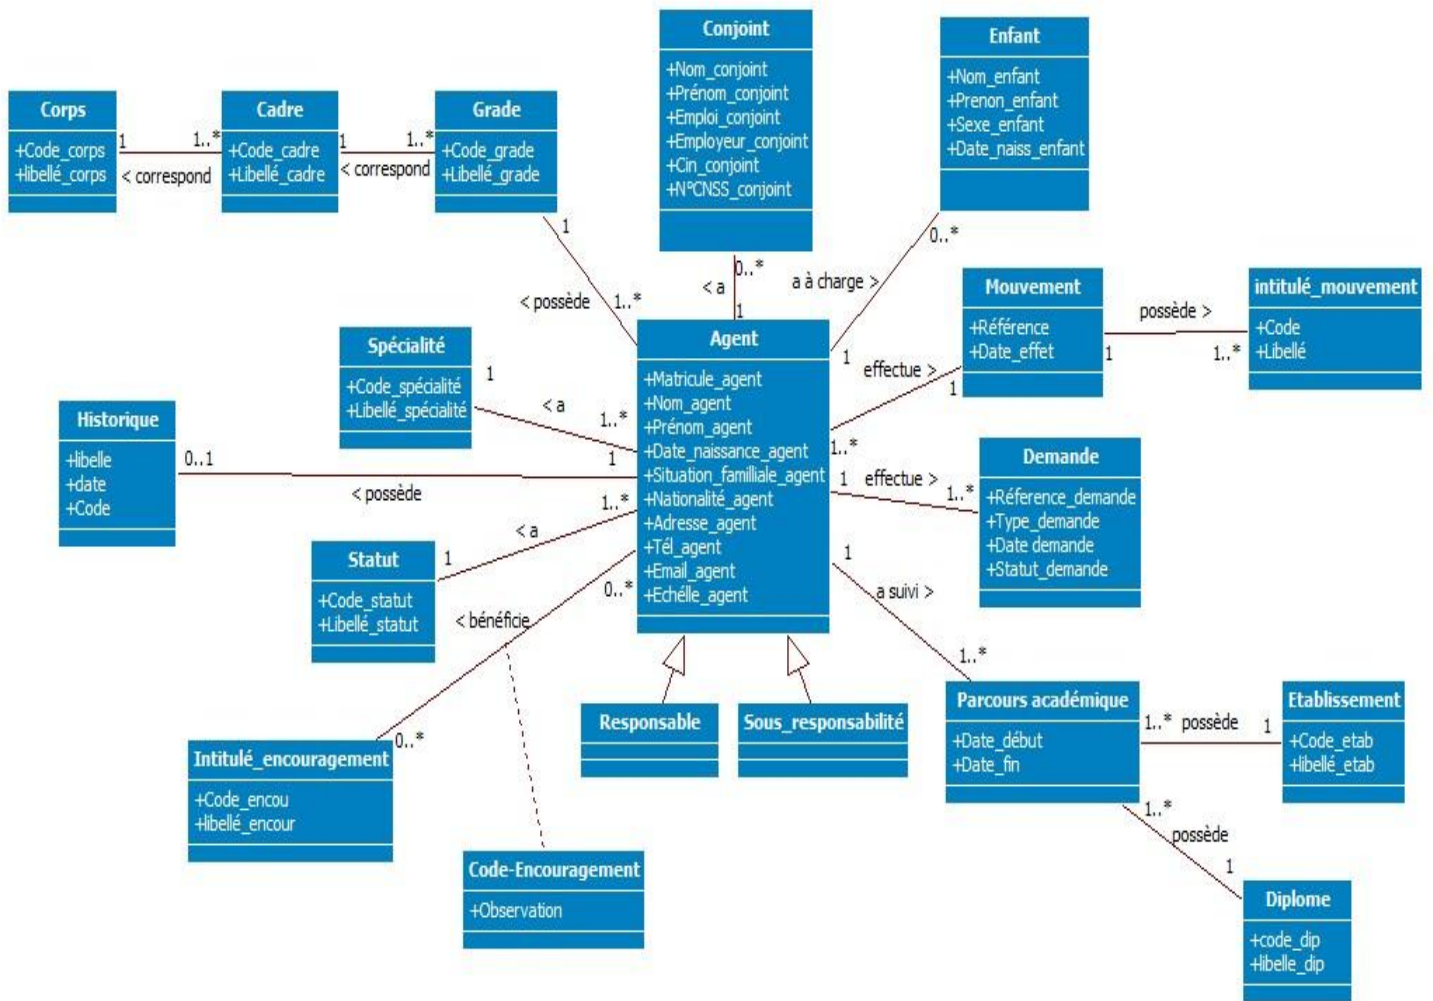 Conjoint
+Nom_conjoint
+Prénom_conjoint
+Emploi_conjoint
+Employeur_conjoint
+Cin_conjoint
+N°CNSS_conjoint
Enfant
+Nom_enfant
+Prenon_enfant
+Sexe_enfant
+Date_naiss_enfant
Corps
+Code_corps
+libellé_corps
1
1..*
< correspond
Cadre
+Code_cadre
+Libellé_cadre
1
1..*
< correspond
Grade
+Code_grade
+Libellé_grade
1
< possède
1..*
0..*
< a
1
0..*
a à charge >
1
Mouvement
+Référence
+Date_effet
possède >
1
1..*
intitulé_mouvement
+Code
+Libellé
effectue >
1
1..*
Agent
+Matricule_agent
+Nom_agent
+Prénom_agent
+Date_naissance_agent
+Situation_familliale_agent
+Nationalité_agent
+Adresse_agent
+Tél_agent
+Email_agent
+Echélle_agent
Spécialité
+Code_spécialité
+Libellé_spécialité
1
< a
1..*
Historique
+libelle
+date
+Code
0..1
1
< possède
Statut
+Code_statut
+Libellé_statut
1
< a
1..*
Demande
+Réference_demande
+Type_demande
+Date demande
+Statut_demande
1
effectue >
1..*
0..*
< bénéficie
0..*
Intitulé_encouragement
+Code_encou
+libellé_encour
Code-Encouragement
+Observation
Responsable
Sous_responsabilité
1
a suivi >
1..*
Parcours académique
+Date_début
+Date_fin
1..*
possède
1
Etablissement
+Code_etab
+libellé_etab
1..*
possède
1
Diplome
+code_dip
+libelle_dip